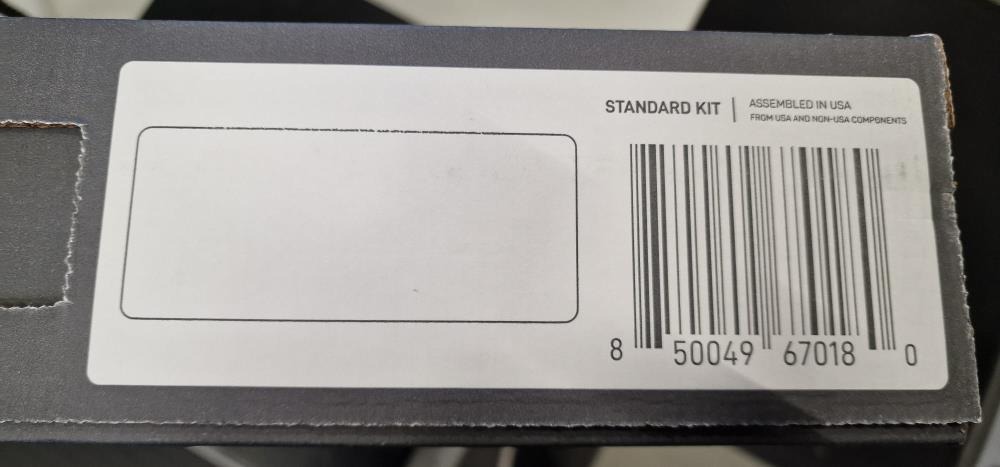 STANDARD KIT | ASSEMBLED IN USA
FROM USA AND NON-USA COMPONENTS
8 50049 67018 0